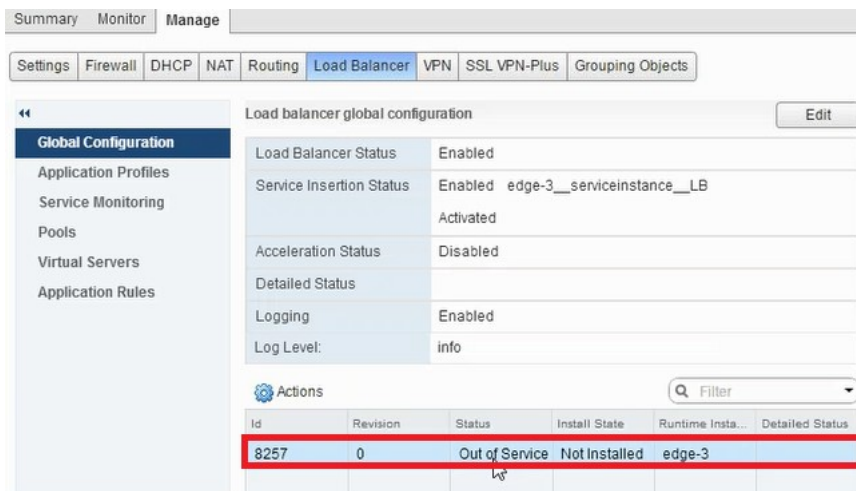 Summary Monitor Manage
Settings Firewall DHCP NAT Routing Load Balancer VPN SSL VPN-Plus Grouping Objects
Load balancer global configuration Edit
Global Configuration
Application Profiles
Service Monitoring
Pools
Virtual Servers
Application Rules
Load Balancer Status Enabled
Service Insertion Status Enabled edge-3__serviceinstance__LB
Activated
Acceleration Status Disabled
Detailed Status
Logging Enabled
Log Level: info
Actions Filter
Id Revision Status Install State Runtime Insta... Detailed Status
8257 0 Out of Service Not Installed edge-3